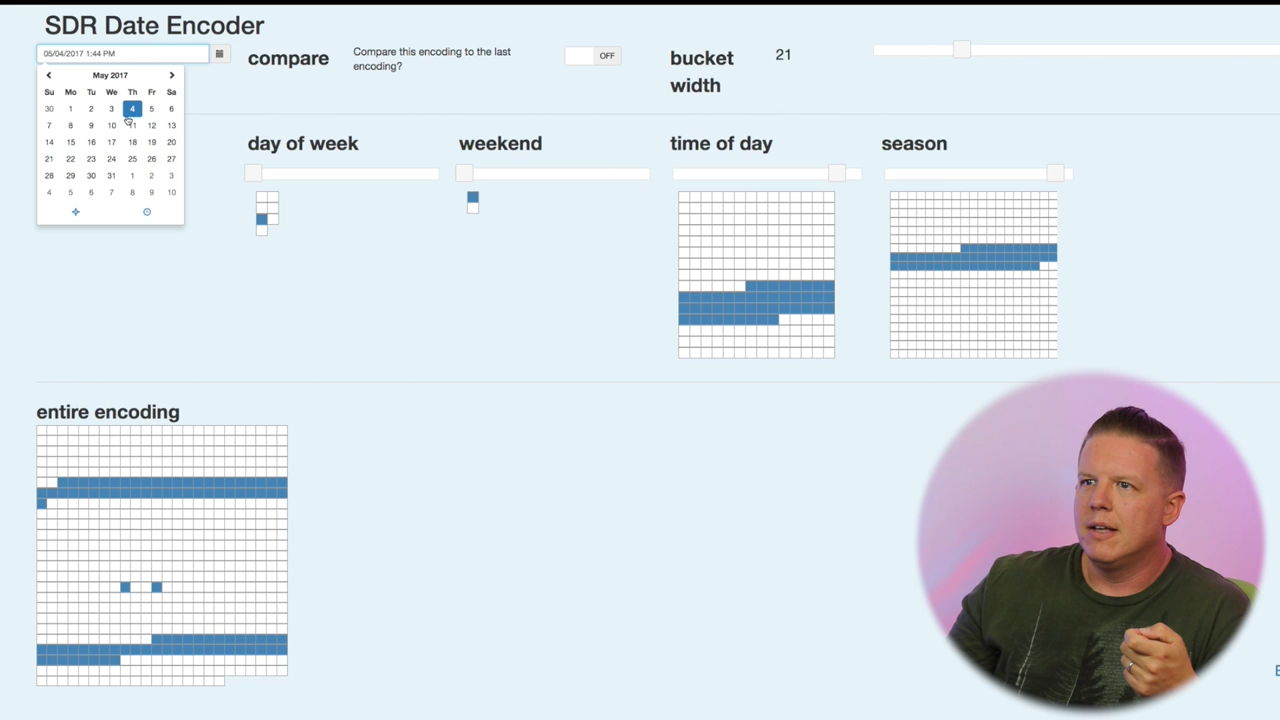 SDR Date Encoder
05/04/2017 1:44 PM
compare
Compare this encoding to the last
encoding?
OFF
bucket
width
21
May 2017
Su Mo Tu We Th Fr Sa
30 1 2 3 4 5 6
7 8 9 10 11 12 13
14 15 16 17 18 19 20
21 22 23 24 25 26 27
28 29 30 31 1 2 3
4 5 6 7 8 9 10
day of week
weekend
time of day
season
entire encoding